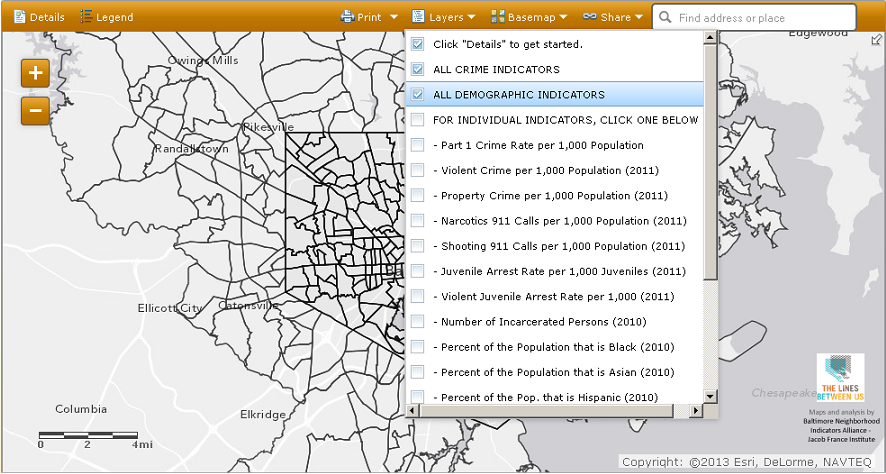 Details
Legend
Print
Layers
Basemap
Share
Find address or place
Click "Details" to get started.
ALL CRIME INDICATORS
ALL DEMOGRAPHIC INDICATORS
FOR INDIVIDUAL INDICATORS, CLICK ONE BELOW
- Part 1 Crime Rate per 1,000 Population
- Violent Crime per 1,000 Population (2011)
- Property Crime per 1,000 Population (2011)
- Narcotics 911 Calls per 1,000 Population (2011)
- Shooting 911 Calls per 1,000 Population (2011)
- Juvenile Arrest Rate per 1,000 Juveniles (2011)
- Violent Juvenile Arrest Rate per 1,000 (2011)
- Number of Incarcerated Persons (2010)
- Percent of the Population that is Black (2010)
- Percent of the Population that is Asian (2010)
- Percent of the Pop. that is Hispanic (2010)
Edgewood
Owings Mills
Pikesville
Randallstown
Ba
Ellicott City
Catonsville
Columbia
Elkridge
Chesapeake
0 2 4mi
THE LINES
BETWEEN US
Maps and analysis by
Baltimore Neighborhood
Indicators Alliance -
Jacob France Institute
Copyright: ©2013 Esri, DeLorme, NAVTEQ